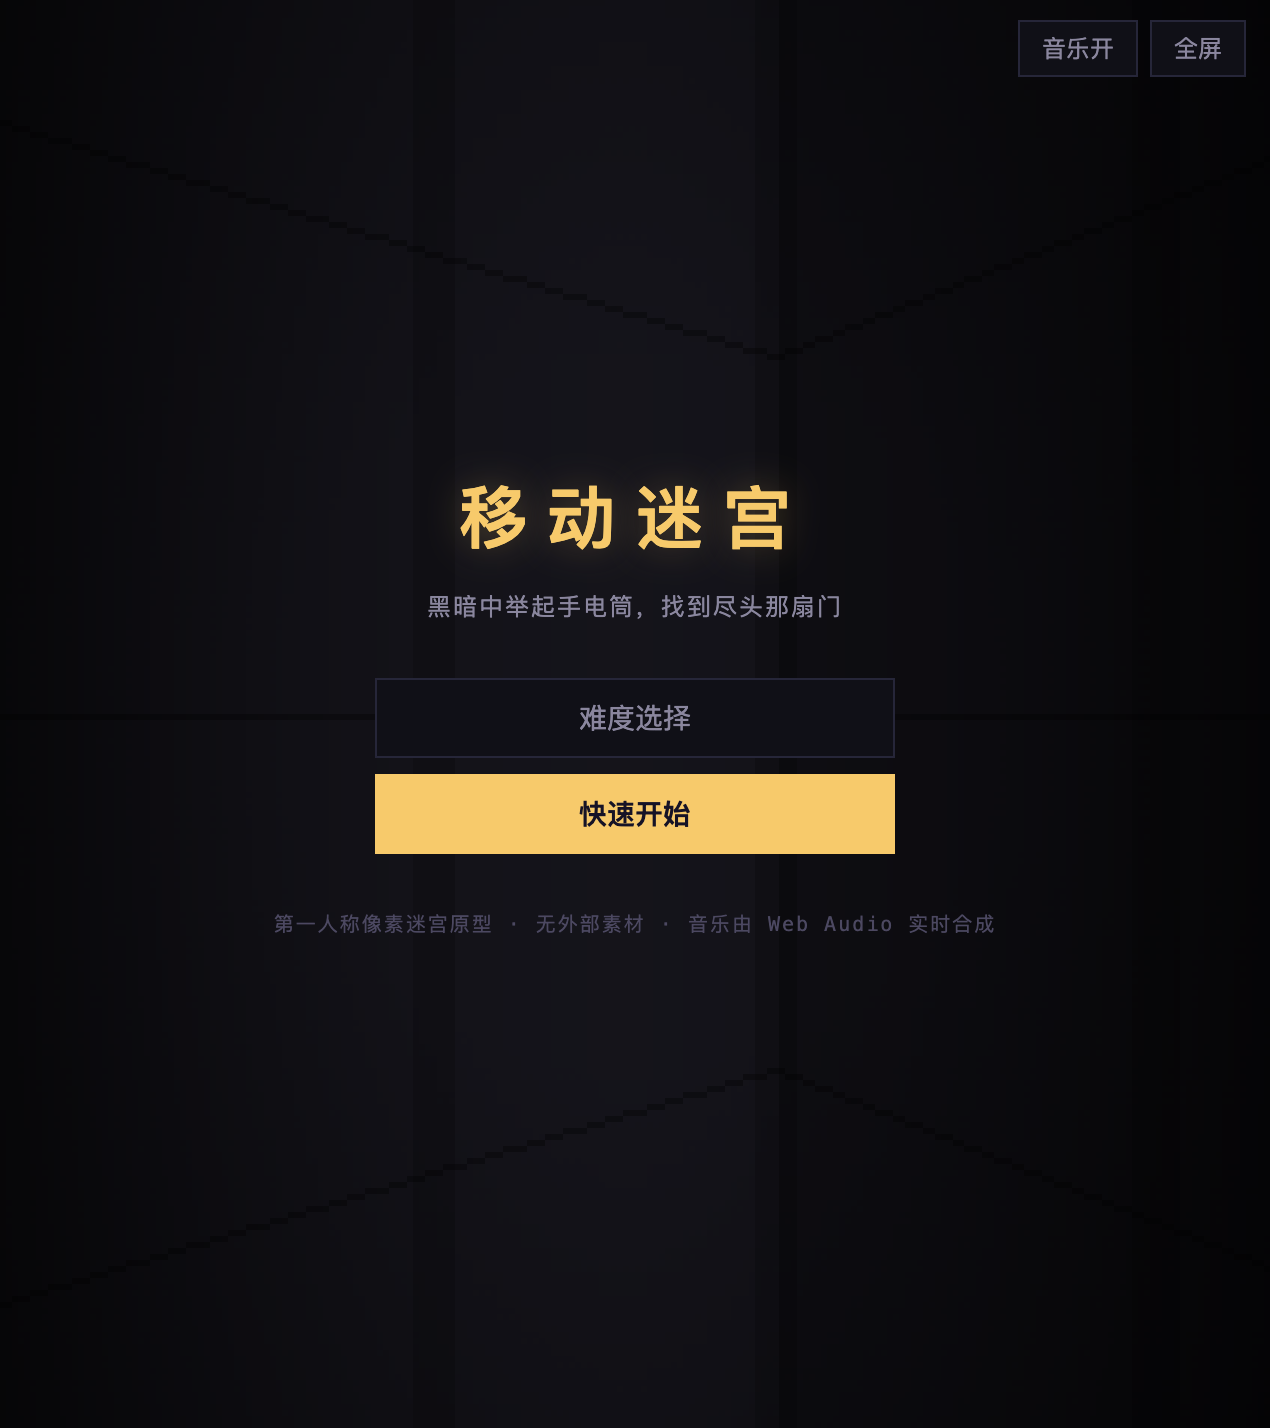 音乐开 全屏
移动迷宫
黑暗中举起手电筒，找到尽头那扇门
难度选择
快速开始
第一人称像素迷宫原型 · 无外部素材 · 音乐由 Web Audio 实时合成